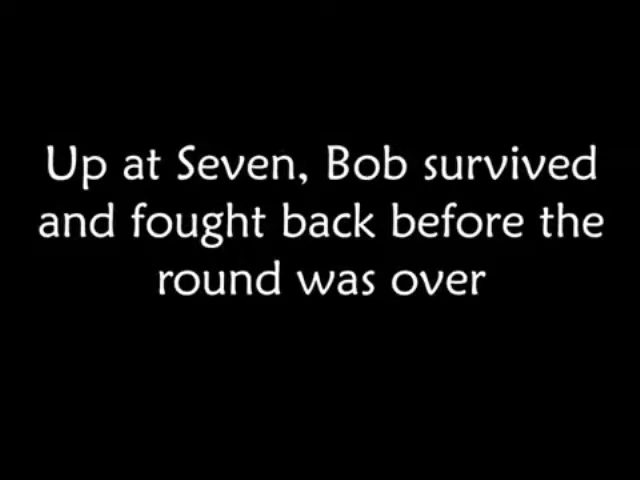 Up at Seven, Bob survived
and fought back before the
round was over